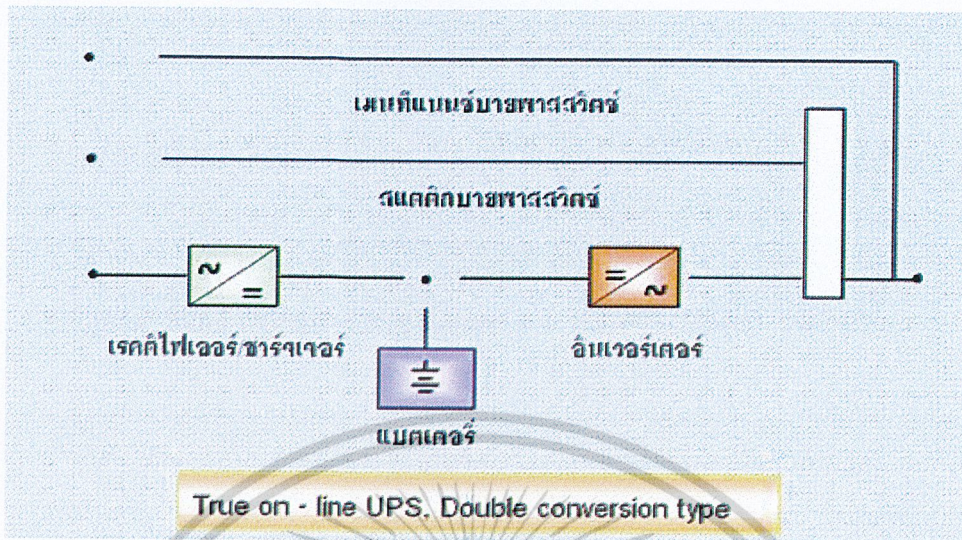 เมนทีแนนซ์บายพาสสวิตซ์
สแตติกบายพาสสวิตซ์
เรคติไฟเออร์/ชาร์จเจอร์
อินเวอร์เตอร์
แบตเตอรี่
True on - line UPS, Double conversion type